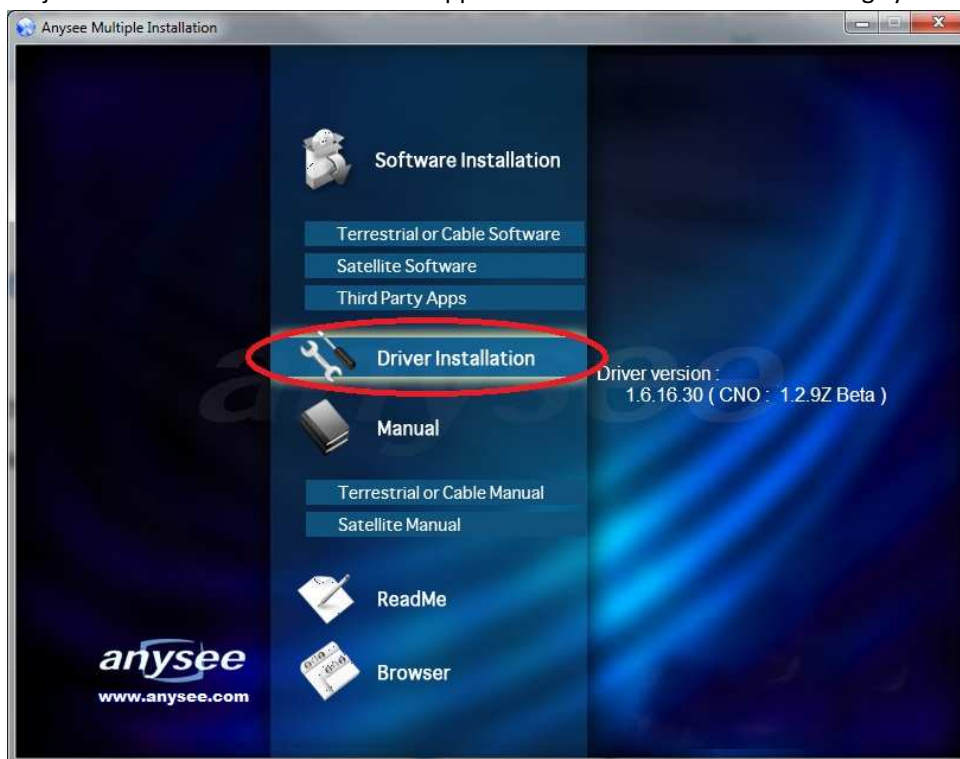 Anysee Multiple Installation
Software Installation
Terrestrial or Cable Software
Satellite Software
Third Party Apps
Driver Installation
Driver version :
1.6.16.30 ( CNO : 1.2.9Z Beta )
Manual
Terrestrial or Cable Manual
Satellite Manual
ReadMe
Browser
anysee
www.anysee.com
anysee